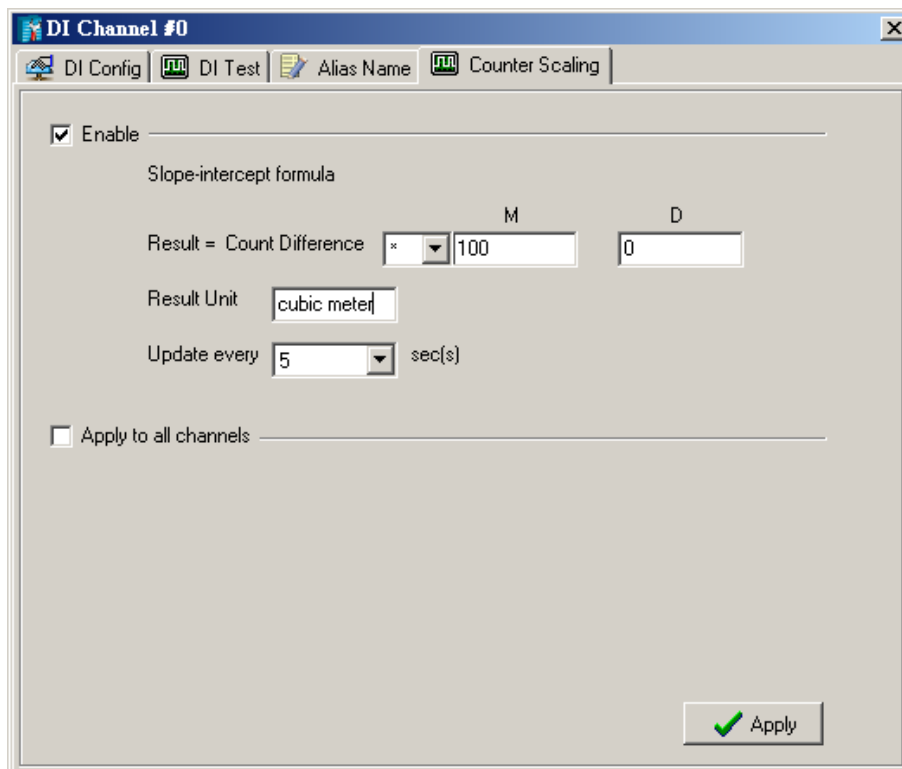 DI Channel #0
DI Config DI Test Alias Name Counter Scaling
Enable
Slope-intercept formula
M D
Result = Count Difference * 100 0
Result Unit cubic meter
Update every 5 sec(s)
Apply to all channels
Apply